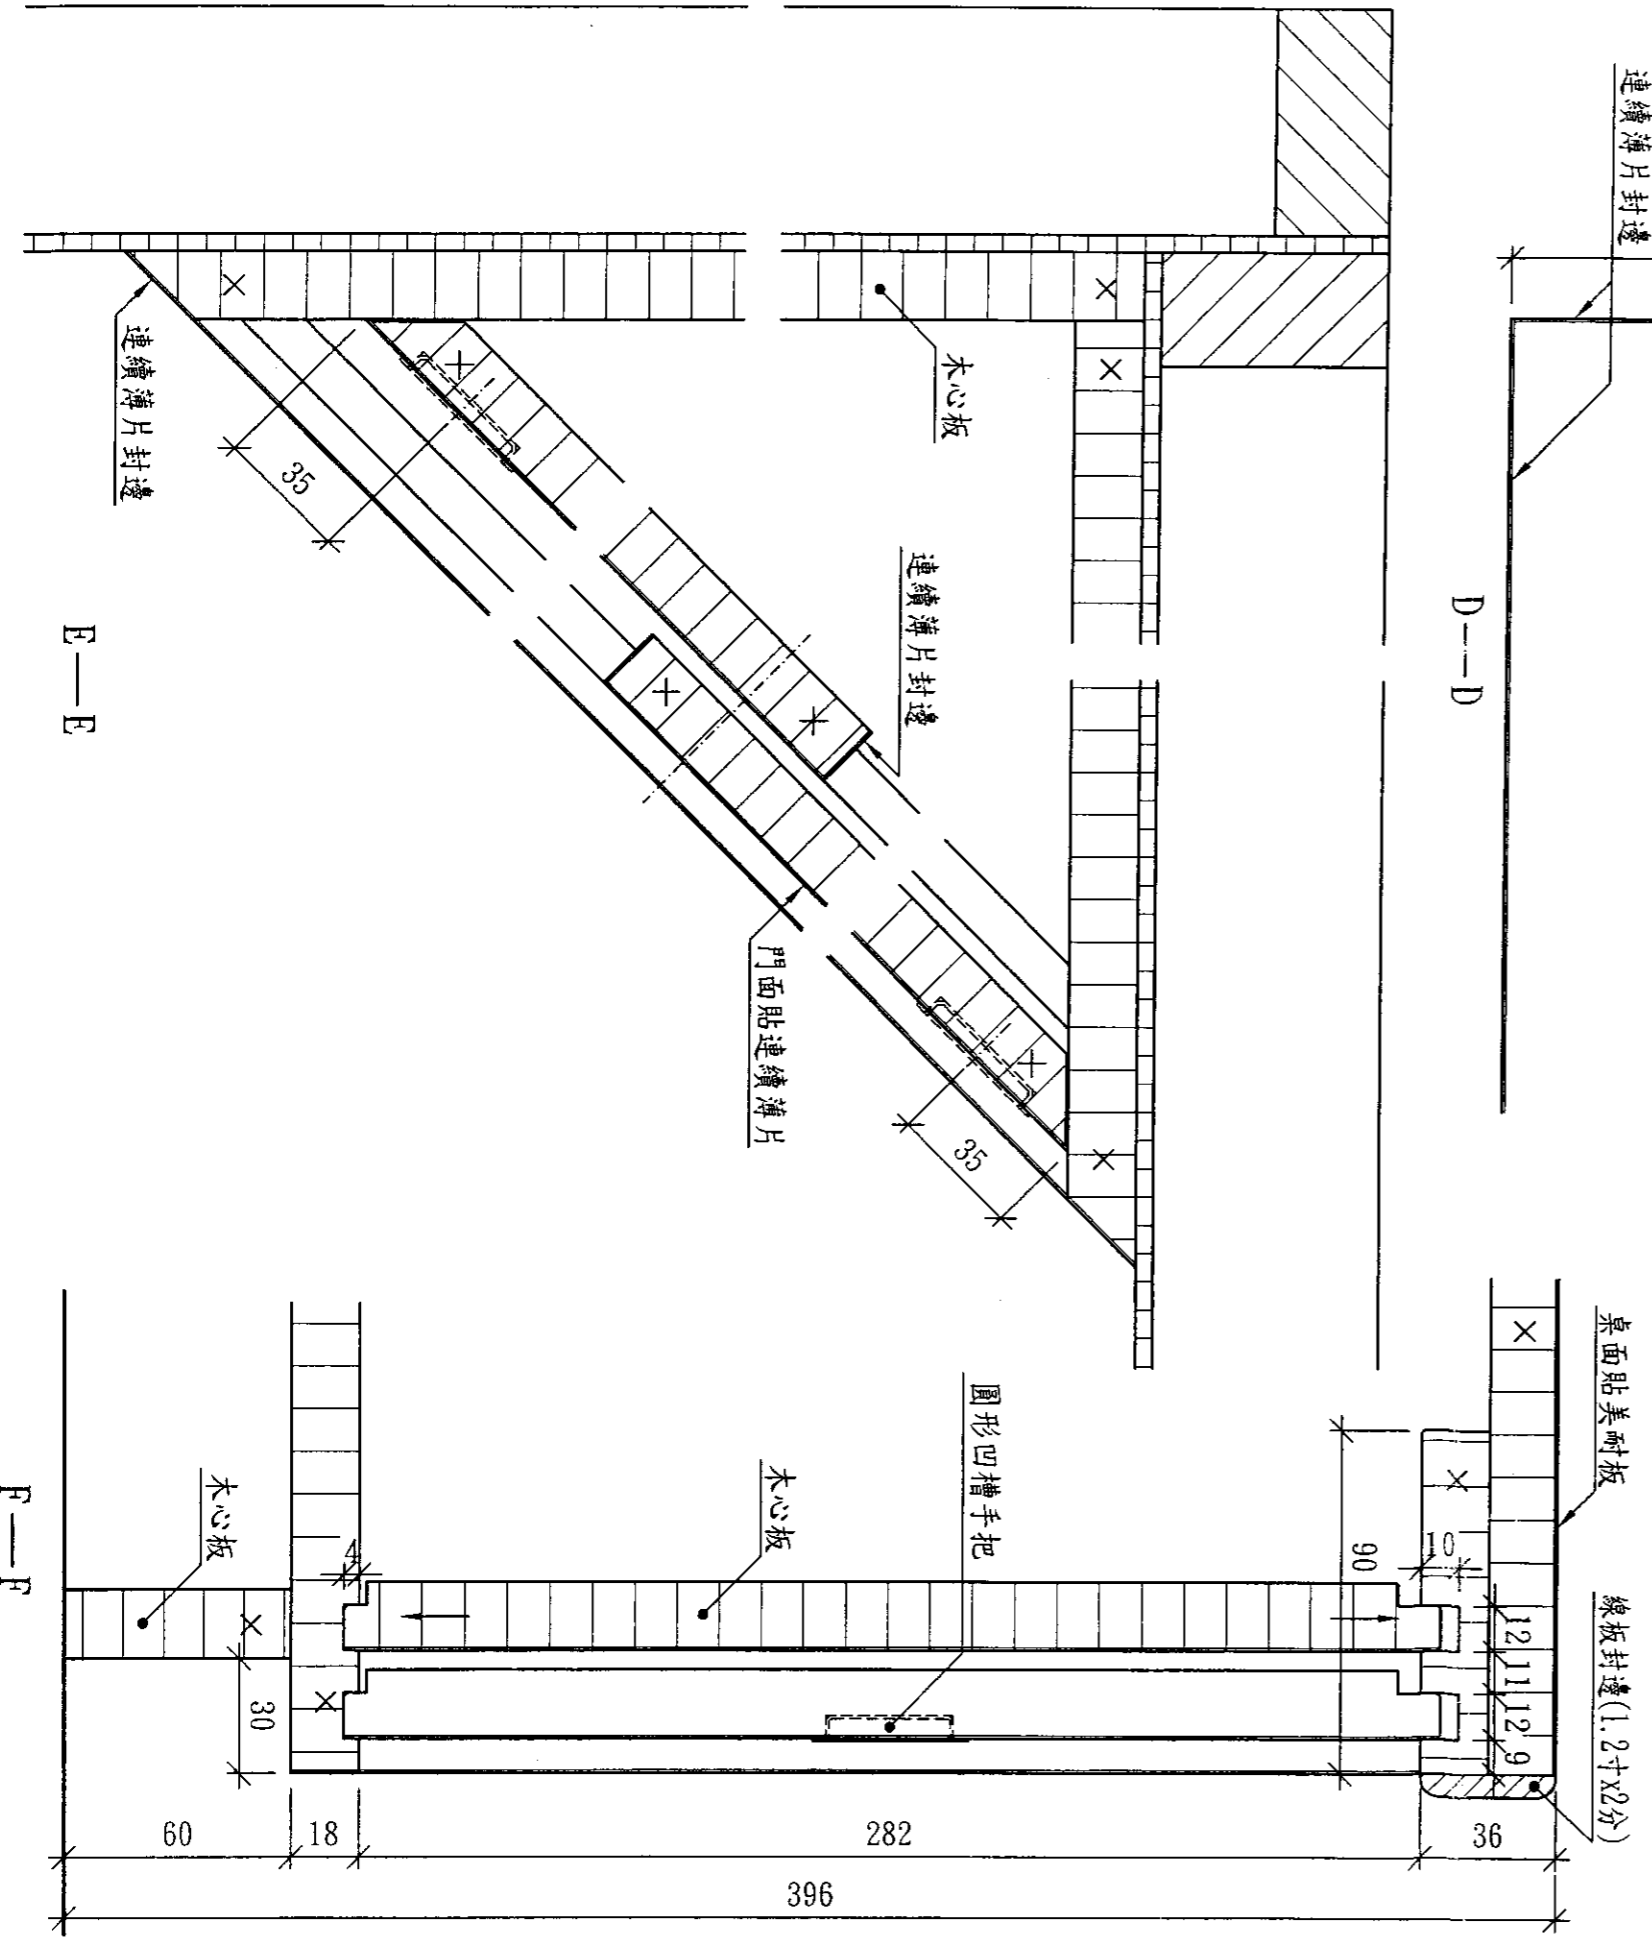 連續薄片封邊
D—D
木心板
連續薄片封邊
35
E—E
連續薄片封邊
門面貼連續薄片
35
桌面貼美耐板
線板封邊(1.2寸x2分)
圓形凹槽手把
木心板
木心板
90
10
12
11
12
9
4
30
60
18
282
36
396
F—F